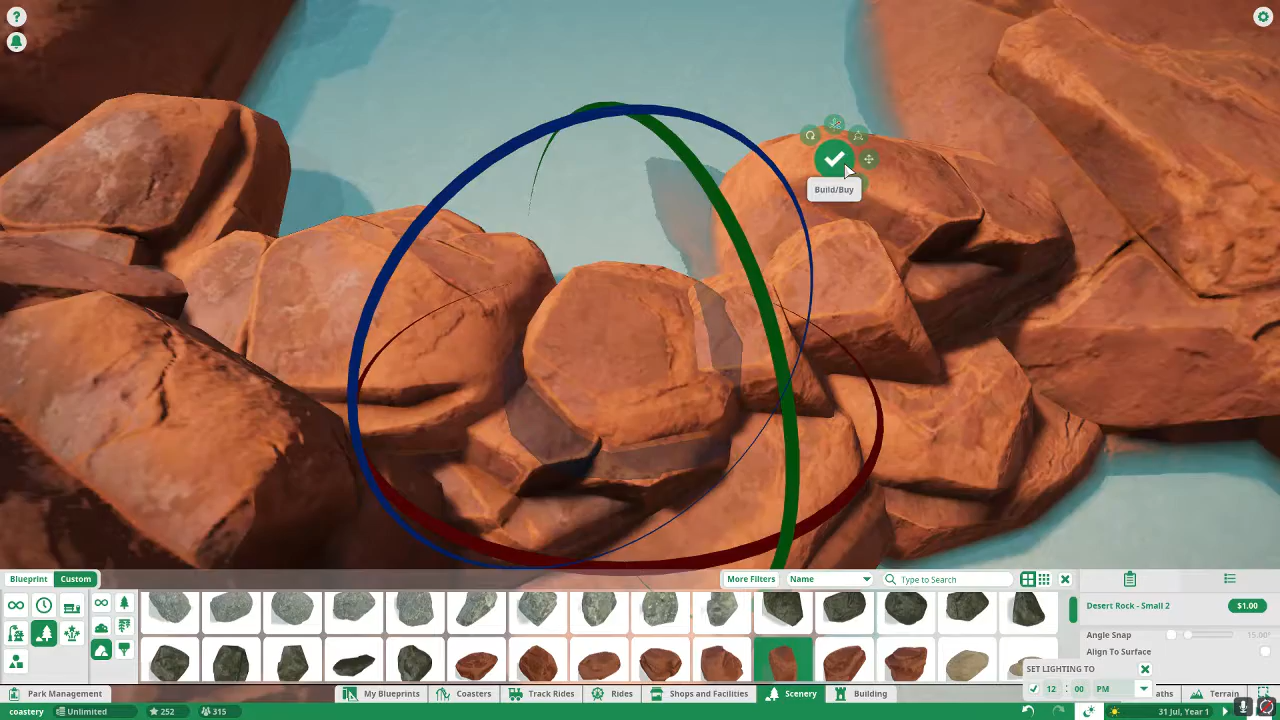 ?
Build/Buy
Blueprint
Custom
More Filters
Name
Type to Search
Desert Rock - Small 2
$1.00
Angle Snap
15.00°
Align To Surface
SET LIGHTING TO
12 : 00 PM
Park Management
My Blueprints
Coasters
Track Rides
Rides
Shops and Facilities
Scenery
Building
aths
Terrain
coastery
Unlimited
252
315
31 Jul, Year 1